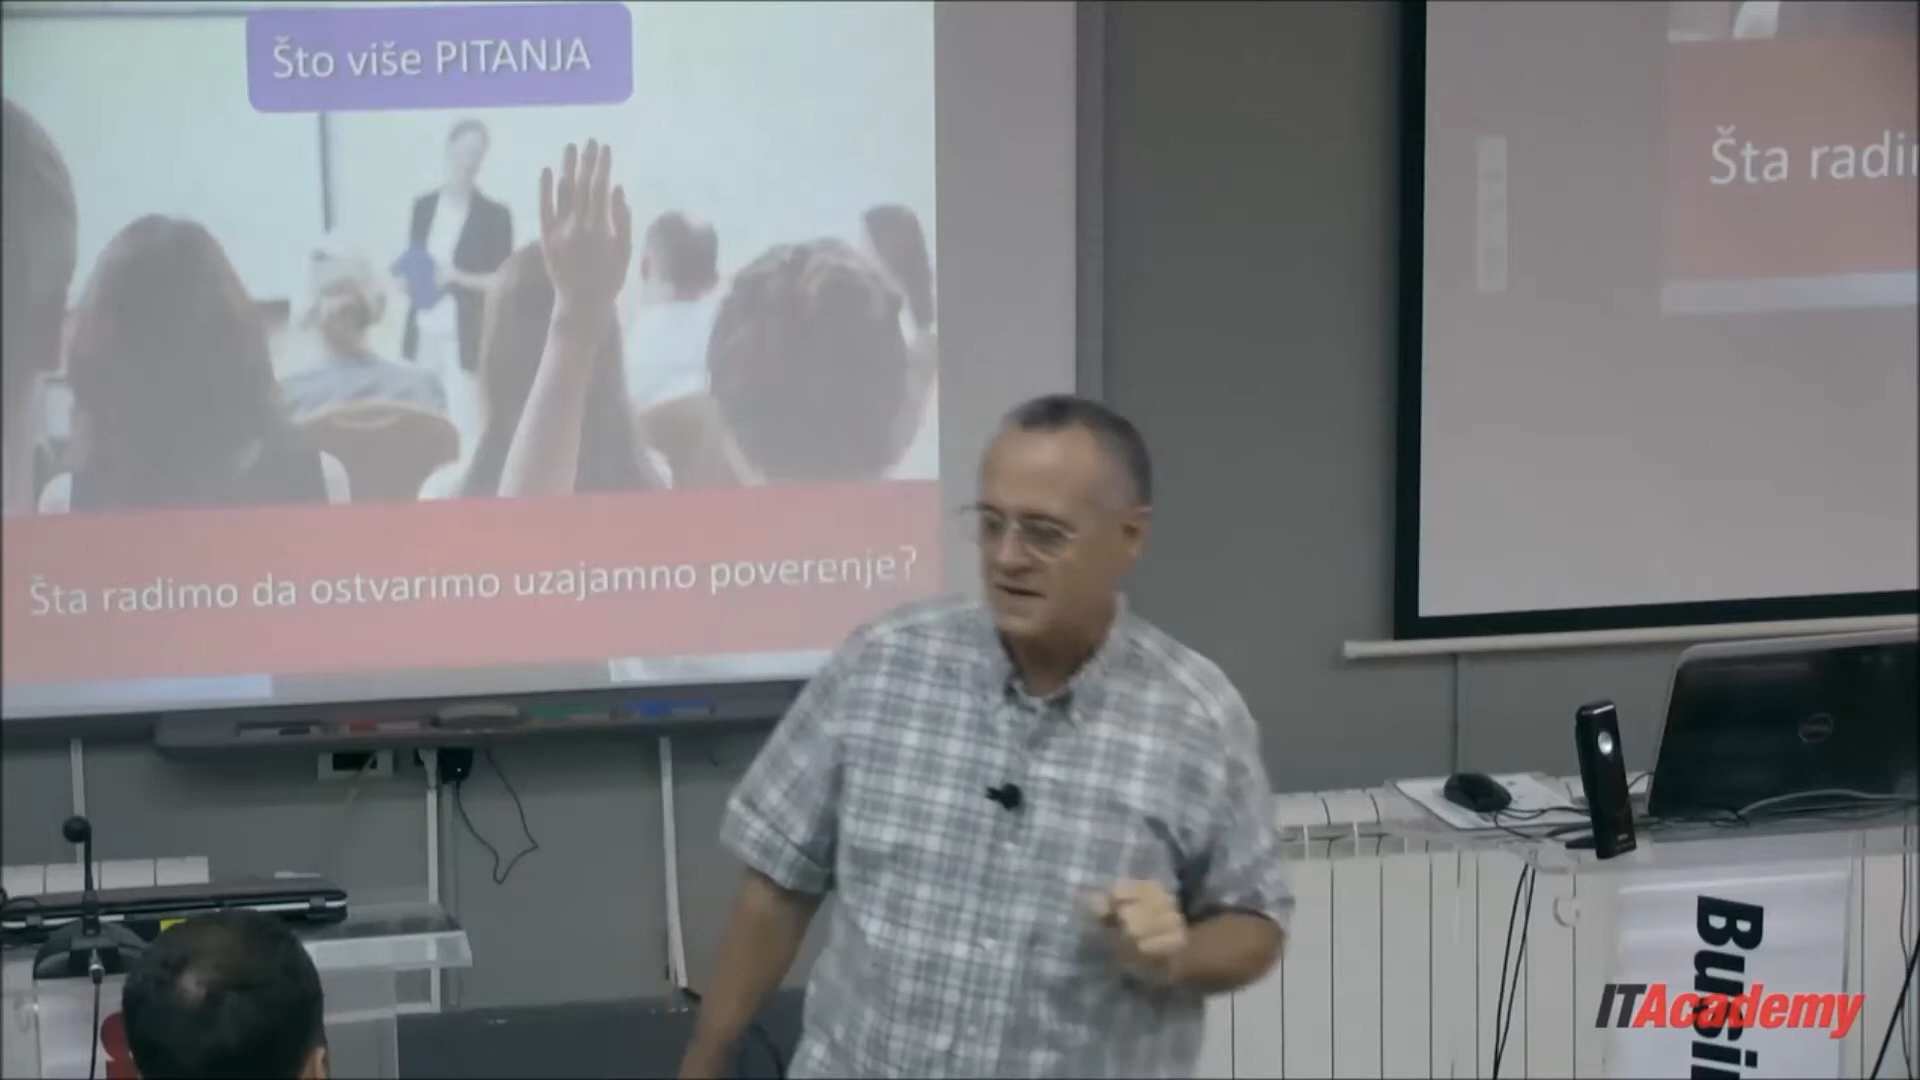 Što više PITANJA
Šta radimo da ostvarimo uzajamno poverenje?
Šta radi
Busi
ITAcademy